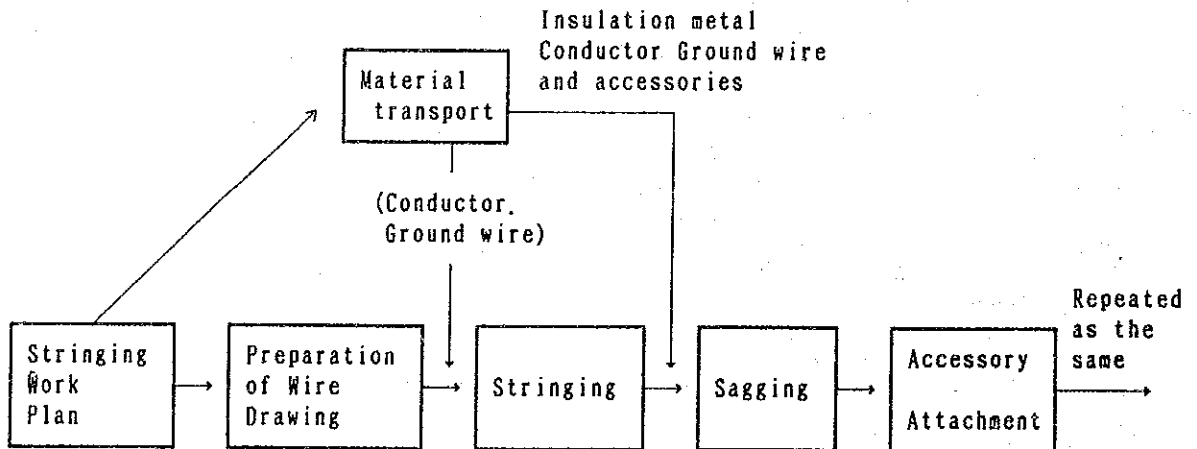 Insulation metal
Conductor Ground wire
and accessories
Material
transport
(Conductor.
Ground wire)
Repeated
as the
same
Stringing
Work
Plan
Preparation
of Wire
Drawing
Stringing
Sagging
Accessory
Attachment